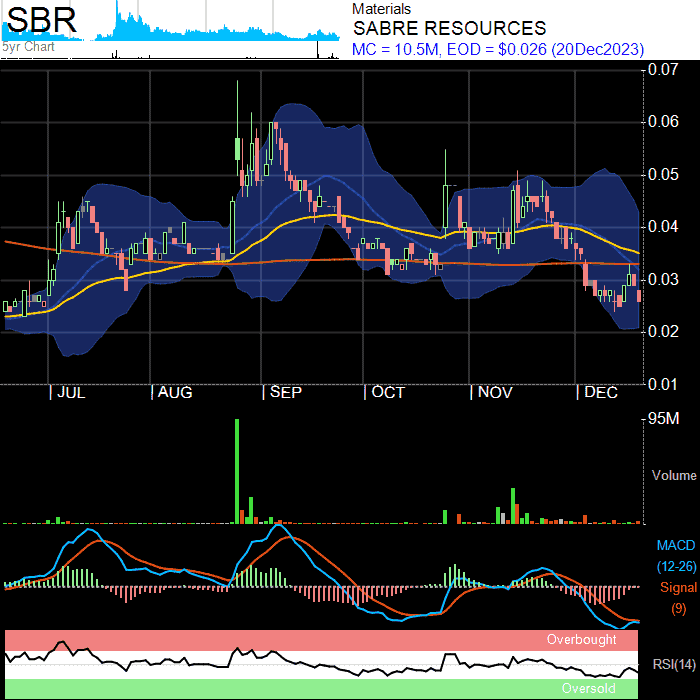 SBR
5yr Chart
Materials
SABRE RESOURCES
MC = 10.5M, EOD = $0.026 (20Dec2023)
0.07
0.06
0.05
0.04
0.03
0.02
0.01
JUL AUG SEP OCT NOV DEC
95M
Volume
MACD
(12-26)
Signal
(9)
Overbought
RSI(14)
Oversold